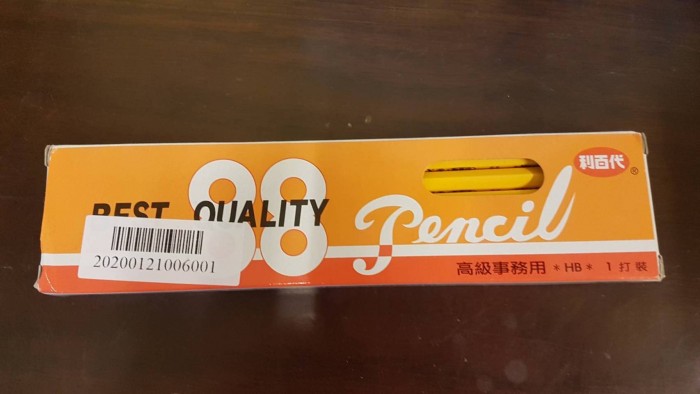 利百代
®
88
BEST QUALITY
Pencil
20200121006001
高級事務用 *HB* 1打裝